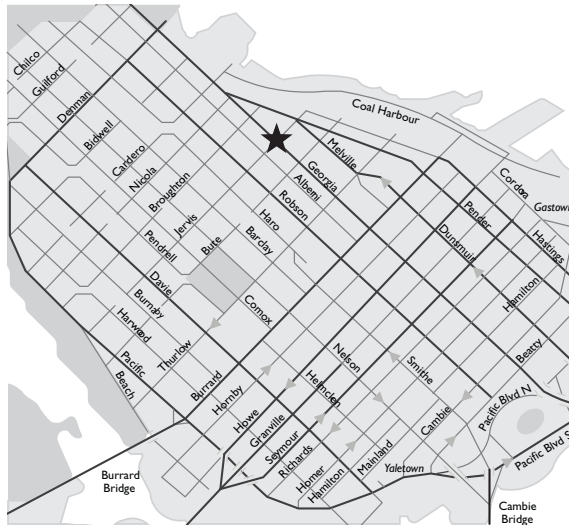 Chilco
Guilford
Denman
Bidwell
Cardero
Nicola
Broughton
Jervis
Bute
Pendrell
Davie
Burnaby
Harwood
Pacific
Beach
Thurlow
Burrard
Hornby
Howe
Granville
Seymour
Richards
Homer
Hamilton
Mainland
Yaletown
Cambie
Helmcken
Nelson
Smithe
Comox
Barclay
Haro
Robson
Alberni
Georgia
Melville
Coal Harbour
Cordova
Gastown
Pender
Hastings
Dunsmuir
Hamilton
Beatty
Pacific Blvd N
Pacific Blvd S
Burrard
Bridge
Cambie
Bridge